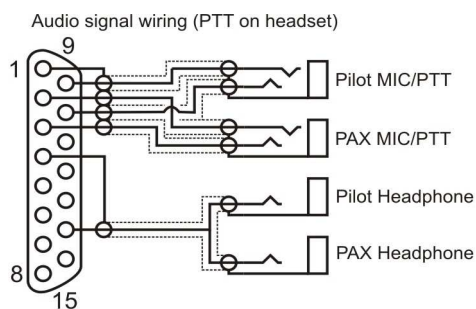 Audio signal wiring (PTT on headset)
9
1
Pilot MIC/PTT
PAX MIC/PTT
Pilot Headphone
PAX Headphone
8
15